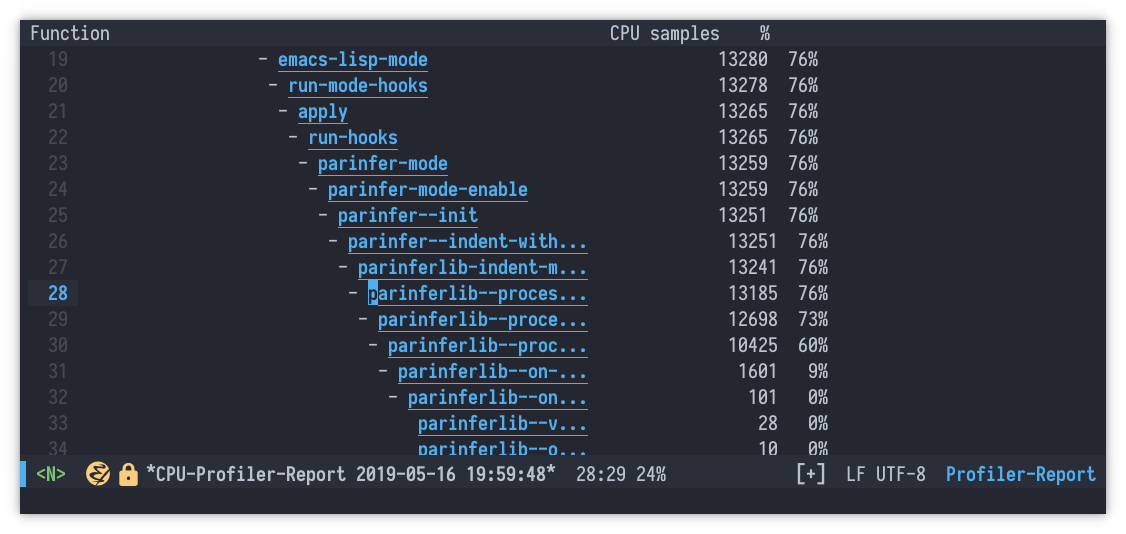 Function CPU samples %
19 - emacs-lisp-mode 13280 76%
20 - run-mode-hooks 13278 76%
21 - apply 13265 76%
22 - run-hooks 13265 76%
23 - parinfer-mode 13259 76%
24 - parinfer-mode-enable 13259 76%
25 - parinfer--init 13251 76%
26 - parinfer--indent-with... 13251 76%
27 - parinferlib-indent-m... 13241 76%
28 - parinferlib--proces... 13185 76%
29 - parinferlib--proce... 12698 73%
30 - parinferlib--proc... 10425 60%
31 - parinferlib--on-... 1601 9%
32 - parinferlib--on... 101 0%
33 parinferlib--v... 28 0%
34 parinferlib--o... 10 0%
<N> *CPU-Profiler-Report 2019-05-16 19:59:48* 28:29 24% [+] LF UTF-8 Profiler-Report